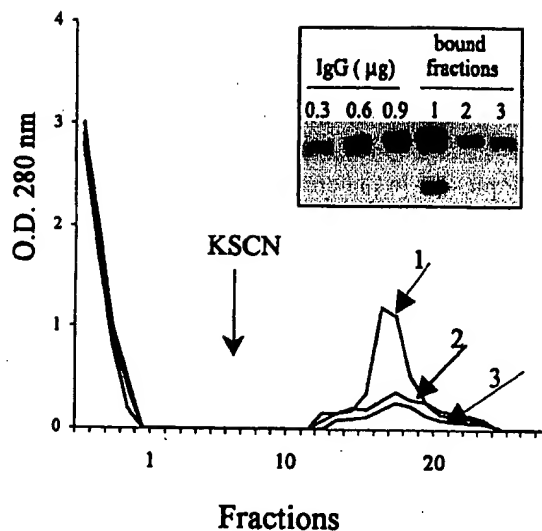 O.D. 280 nm
4
3
2
1
0
bound
IgG ( µg) fractions
0.3 0.6 0.9 1 2 3
KSCN
1
2
3
1 10 20
Fractions